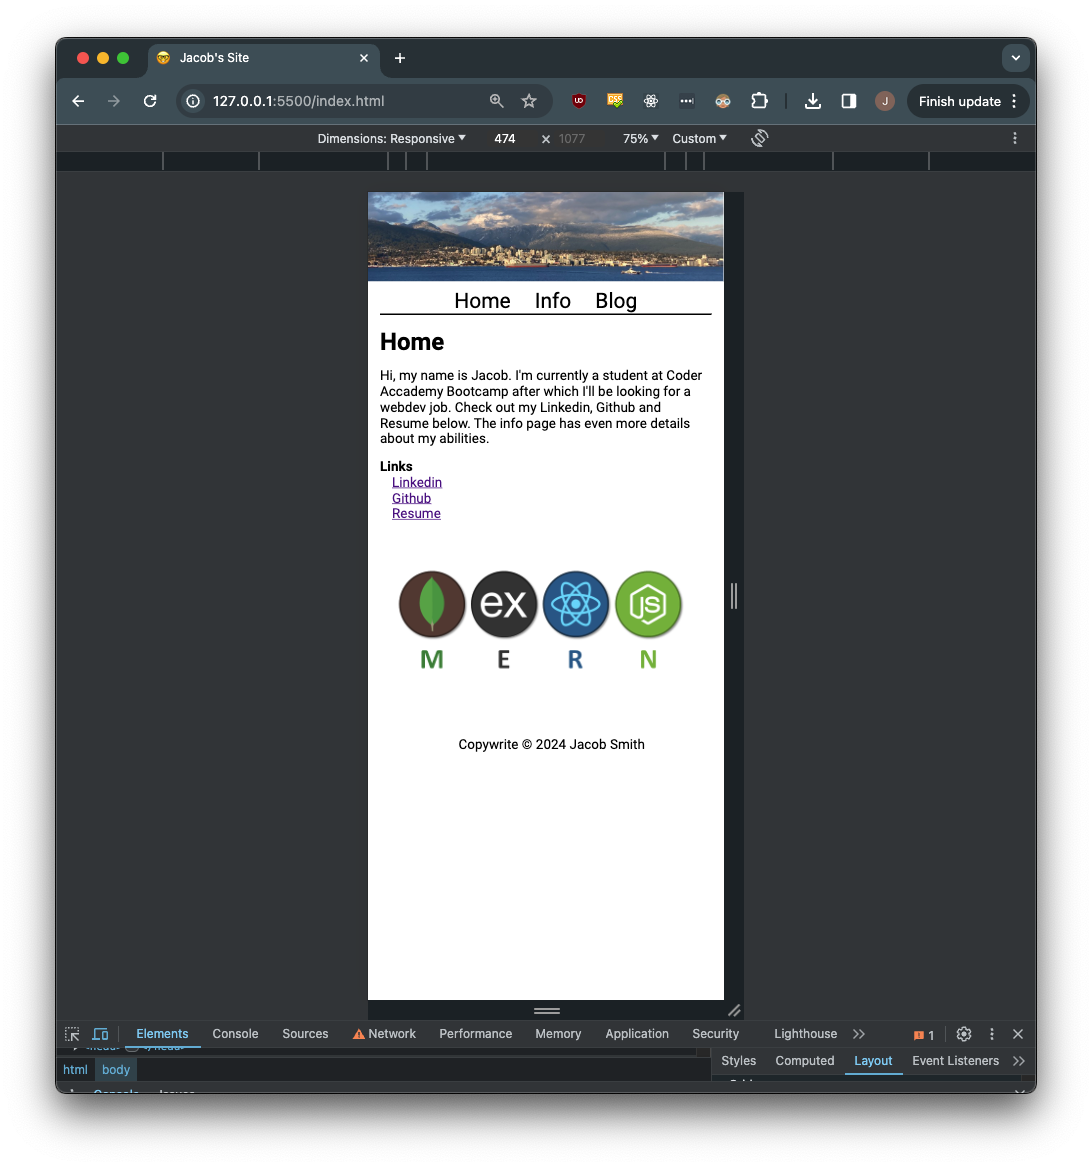 Jacob's Site
127.0.0.1:5500/index.html
Finish update
Dimensions: Responsive 474 × 1077 75% Custom
Home Info Blog
Home
Hi, my name is Jacob. I'm currently a student at Coder
Accademy Bootcamp after which I'll be looking for a
webdev job. Check out my Linkedin, Github and
Resume below. The info page has even more details
about my abilities.
Links
Linkedin
Github
Resume
ex JS
M E R N
Copywrite © 2024 Jacob Smith
Elements Console Sources Network Performance Memory Application Security Lighthouse 1
Styles Computed Layout Event Listeners
html body